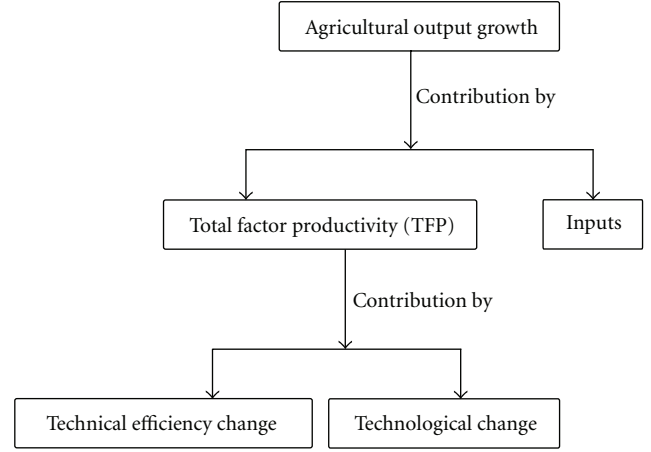 Agricultural output growth
Contribution by
Total factor productivity (TFP)
Inputs
Contribution by
Technical efficiency change
Technological change